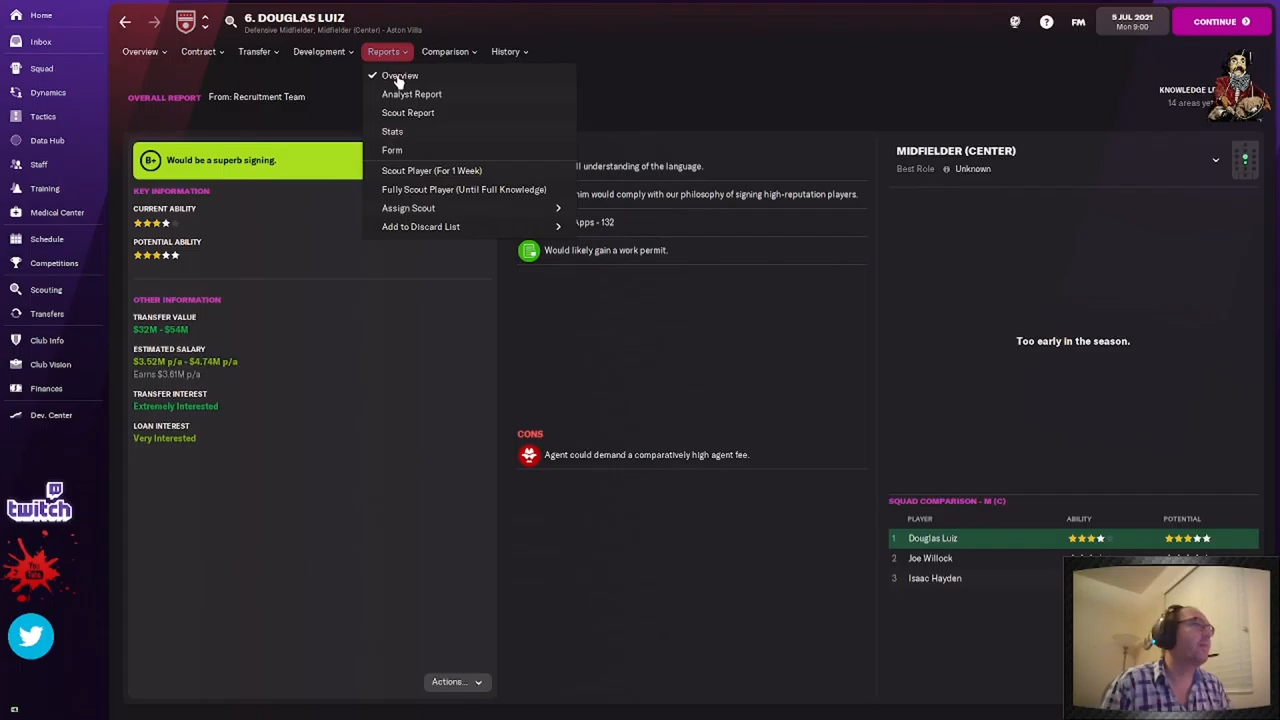 Home
Inbox
Squad
Dynamics
Tactics
Data Hub
Staff
Training
Medical Center
Schedule
Competitions
Scouting
Transfers
Club Info
Club Vision
Finances
Dev. Center
twitch
You
Tube
6. DOUGLAS LUIZ
Defensive Midfielder, Midfielder (Center) - Aston Villa
FM
5 JUL 2021
Mon 9:00
CONTINUE
Overview
Contract
Transfer
Development
Reports
Comparison
History
OVERALL REPORT From: Recruitment Team
Overview
Analyst Report
Scout Report
Stats
Form
Scout Player (For 1 Week)
Fully Scout Player (Until Full Knowledge)
Assign Scout
Add to Discard List
14 areas yet
B+ Would be a superb signing.
KEY INFORMATION
CURRENT ABILITY
POTENTIAL ABILITY
OTHER INFORMATION
TRANSFER VALUE
$32M - $54M
ESTIMATED SALARY
$3.52M p/a - $4.74M p/a
Earns $3.61M p/a
TRANSFER INTEREST
Extremely Interested
LOAN INTEREST
Very Interested
Actions...
understanding of the language.
him would comply with our philosophy of signing high-reputation players.
Apps - 132
Would likely gain a work permit.
CONS
Agent could demand a comparatively high agent fee.
MIDFIELDER (CENTER)
Best Role Unknown
Too early in the season.
SQUAD COMPARISON - M (C)
PLAYER ABILITY POTENTIAL
1 Douglas Luiz
2 Joe Willock
3 Isaac Hayden